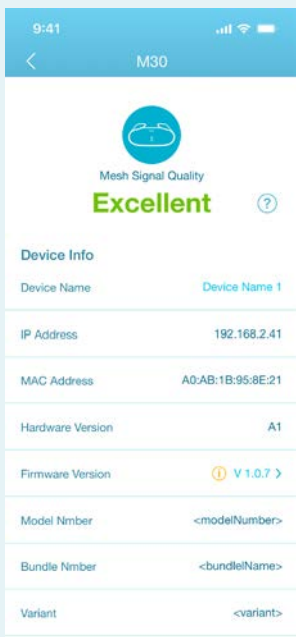 9:41
M30
Mesh Signal Quality
Excellent ?
Device Info
Device Name Device Name 1
IP Address 192.168.2.41
MAC Address A0:AB:1B:95:8E:21
Hardware Version A1
Firmware Version V 1.0.7
Model Nmber <modelNumber>
Bundle Nmber <bundlelName>
Variant <variant>